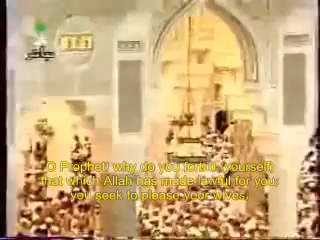 O Prophet! why do you forbid yourself
that which Allah has made lawful for you;
you seek to please your wives;